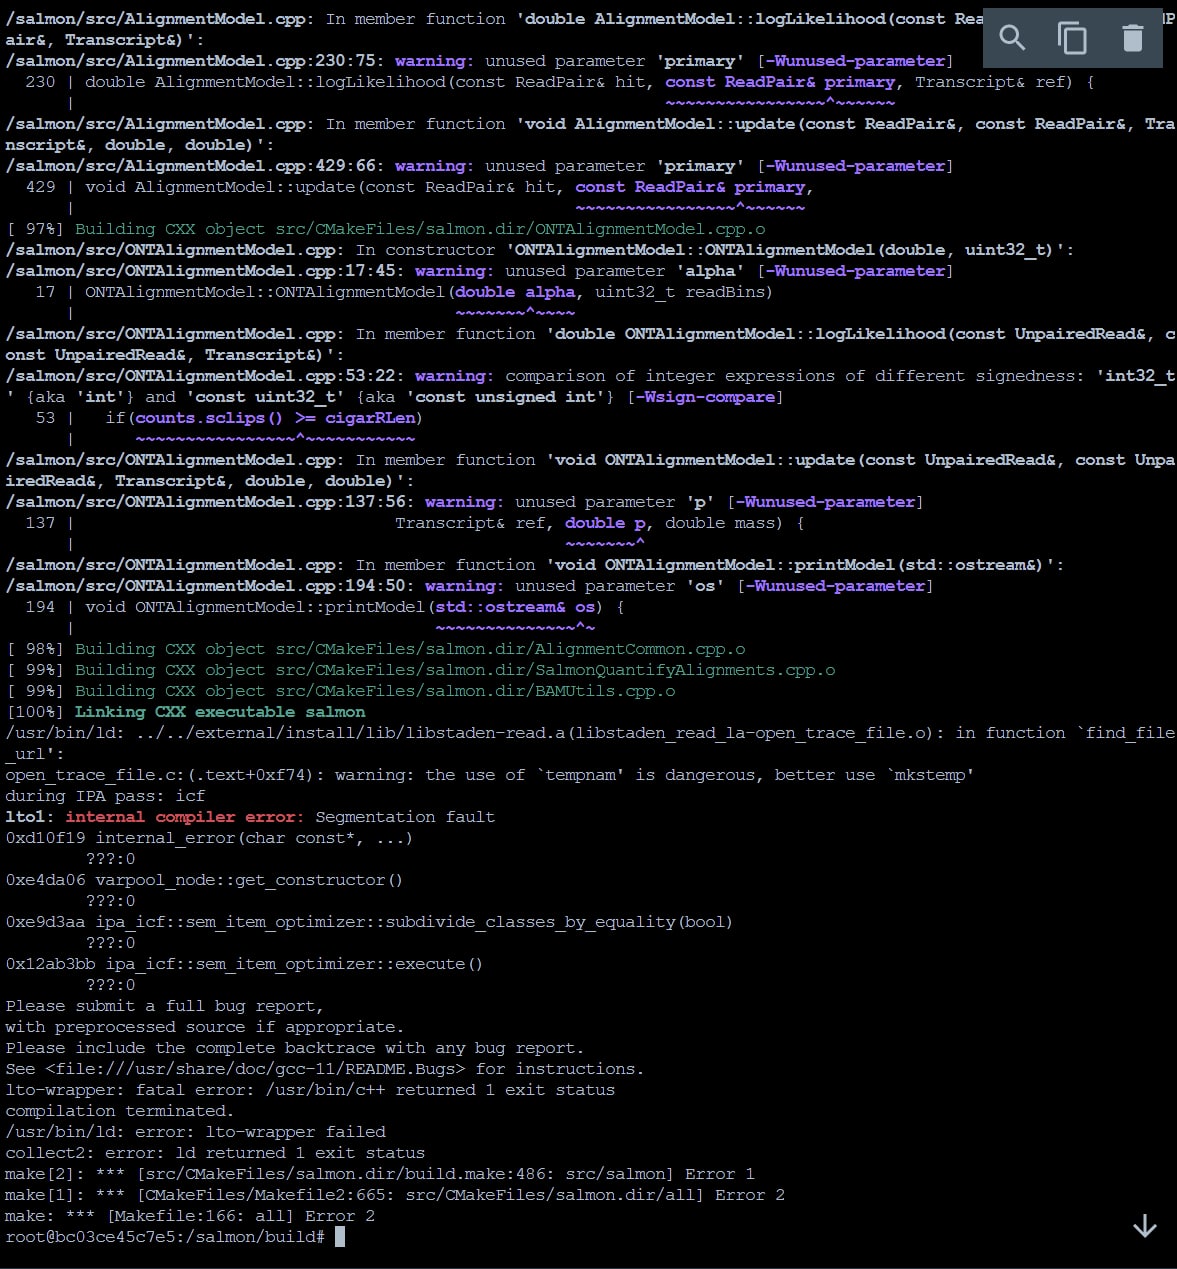 /salmon/src/AlignmentModel.cpp: In member function 'double AlignmentModel::logLikelihood(const Rea P
air&, Transcript&)':
/salmon/src/AlignmentModel.cpp:230:75: warning: unused parameter 'primary' [-Wunused-parameter]
  230 | double AlignmentModel::logLikelihood(const ReadPair& hit, const ReadPair& primary, Transcript& ref) {
      |                                                           ~~~~~~~~~~~~~~~~^~~~~~~
/salmon/src/AlignmentModel.cpp: In member function 'void AlignmentModel::update(const ReadPair&, const ReadPair&, Tra
nscript&, double, double)':
/salmon/src/AlignmentModel.cpp:429:66: warning: unused parameter 'primary' [-Wunused-parameter]
  429 | void AlignmentModel::update(const ReadPair& hit, const ReadPair& primary,
      |                                                  ~~~~~~~~~~~~~~~~^~~~~~~
[ 97%] Building CXX object src/CMakeFiles/salmon.dir/ONTAlignmentModel.cpp.o
/salmon/src/ONTAlignmentModel.cpp: In constructor 'ONTAlignmentModel::ONTAlignmentModel(double, uint32_t)':
/salmon/src/ONTAlignmentModel.cpp:17:45: warning: unused parameter 'alpha' [-Wunused-parameter]
   17 | ONTAlignmentModel::ONTAlignmentModel(double alpha, uint32_t readBins)
      |                                      ~~~~~~~^~~~~
/salmon/src/ONTAlignmentModel.cpp: In member function 'double ONTAlignmentModel::logLikelihood(const UnpairedRead&, c
onst UnpairedRead&, Transcript&)':
/salmon/src/ONTAlignmentModel.cpp:53:22: warning: comparison of integer expressions of different signedness: 'int32_t
' {aka 'int'} and 'const uint32_t' {aka 'const unsigned int'} [-Wsign-compare]
   53 |   if(counts.sclips() >= cigarRLen)
      |      ~~~~~~~~~~~~~~~~^~~~~~~~~~~~
/salmon/src/ONTAlignmentModel.cpp: In member function 'void ONTAlignmentModel::update(const UnpairedRead&, const Unpa
iredRead&, Transcript&, double, double)':
/salmon/src/ONTAlignmentModel.cpp:137:56: warning: unused parameter 'p' [-Wunused-parameter]
  137 |                                Transcript& ref, double p, double mass) {
      |                                                 ~~~~~~~^
/salmon/src/ONTAlignmentModel.cpp: In member function 'void ONTAlignmentModel::printModel(std::ostream&)':
/salmon/src/ONTAlignmentModel.cpp:194:50: warning: unused parameter 'os' [-Wunused-parameter]
  194 | void ONTAlignmentModel::printModel(std::ostream& os) {
      |                                    ~~~~~~~~~~~~~~^~
[ 98%] Building CXX object src/CMakeFiles/salmon.dir/AlignmentCommon.cpp.o
[ 99%] Building CXX object src/CMakeFiles/salmon.dir/SalmonQuantifyAlignments.cpp.o
[ 99%] Building CXX object src/CMakeFiles/salmon.dir/BAMUtils.cpp.o
[100%] Linking CXX executable salmon
/usr/bin/ld: ../../external/install/lib/libstaden-read.a(libstaden_read_la-open_trace_file.o): in function `find_file
_url':
open_trace_file.c:(.text+0xf74): warning: the use of `tempnam' is dangerous, better use `mkstemp'
during IPA pass: icf
lto1: internal compiler error: Segmentation fault
0xd10f19 internal_error(char const*, ...)
        ???:0
0xe4da06 varpool_node::get_constructor()
        ???:0
0xe9d3aa ipa_icf::sem_item_optimizer::subdivide_classes_by_equality(bool)
        ???:0
0x12ab3bb ipa_icf::sem_item_optimizer::execute()
        ???:0
Please submit a full bug report,
with preprocessed source if appropriate.
Please include the complete backtrace with any bug report.
See <file:///usr/share/doc/gcc-11/README.Bugs> for instructions.
lto-wrapper: fatal error: /usr/bin/c++ returned 1 exit status
compilation terminated.
/usr/bin/ld: error: lto-wrapper failed
collect2: error: ld returned 1 exit status
make[2]: *** [src/CMakeFiles/salmon.dir/build.make:486: src/salmon] Error 1
make[1]: *** [CMakeFiles/Makefile2:665: src/CMakeFiles/salmon.dir/all] Error 2
make: *** [Makefile:166: all] Error 2
root@bc03ce45c7e5:/salmon/build#